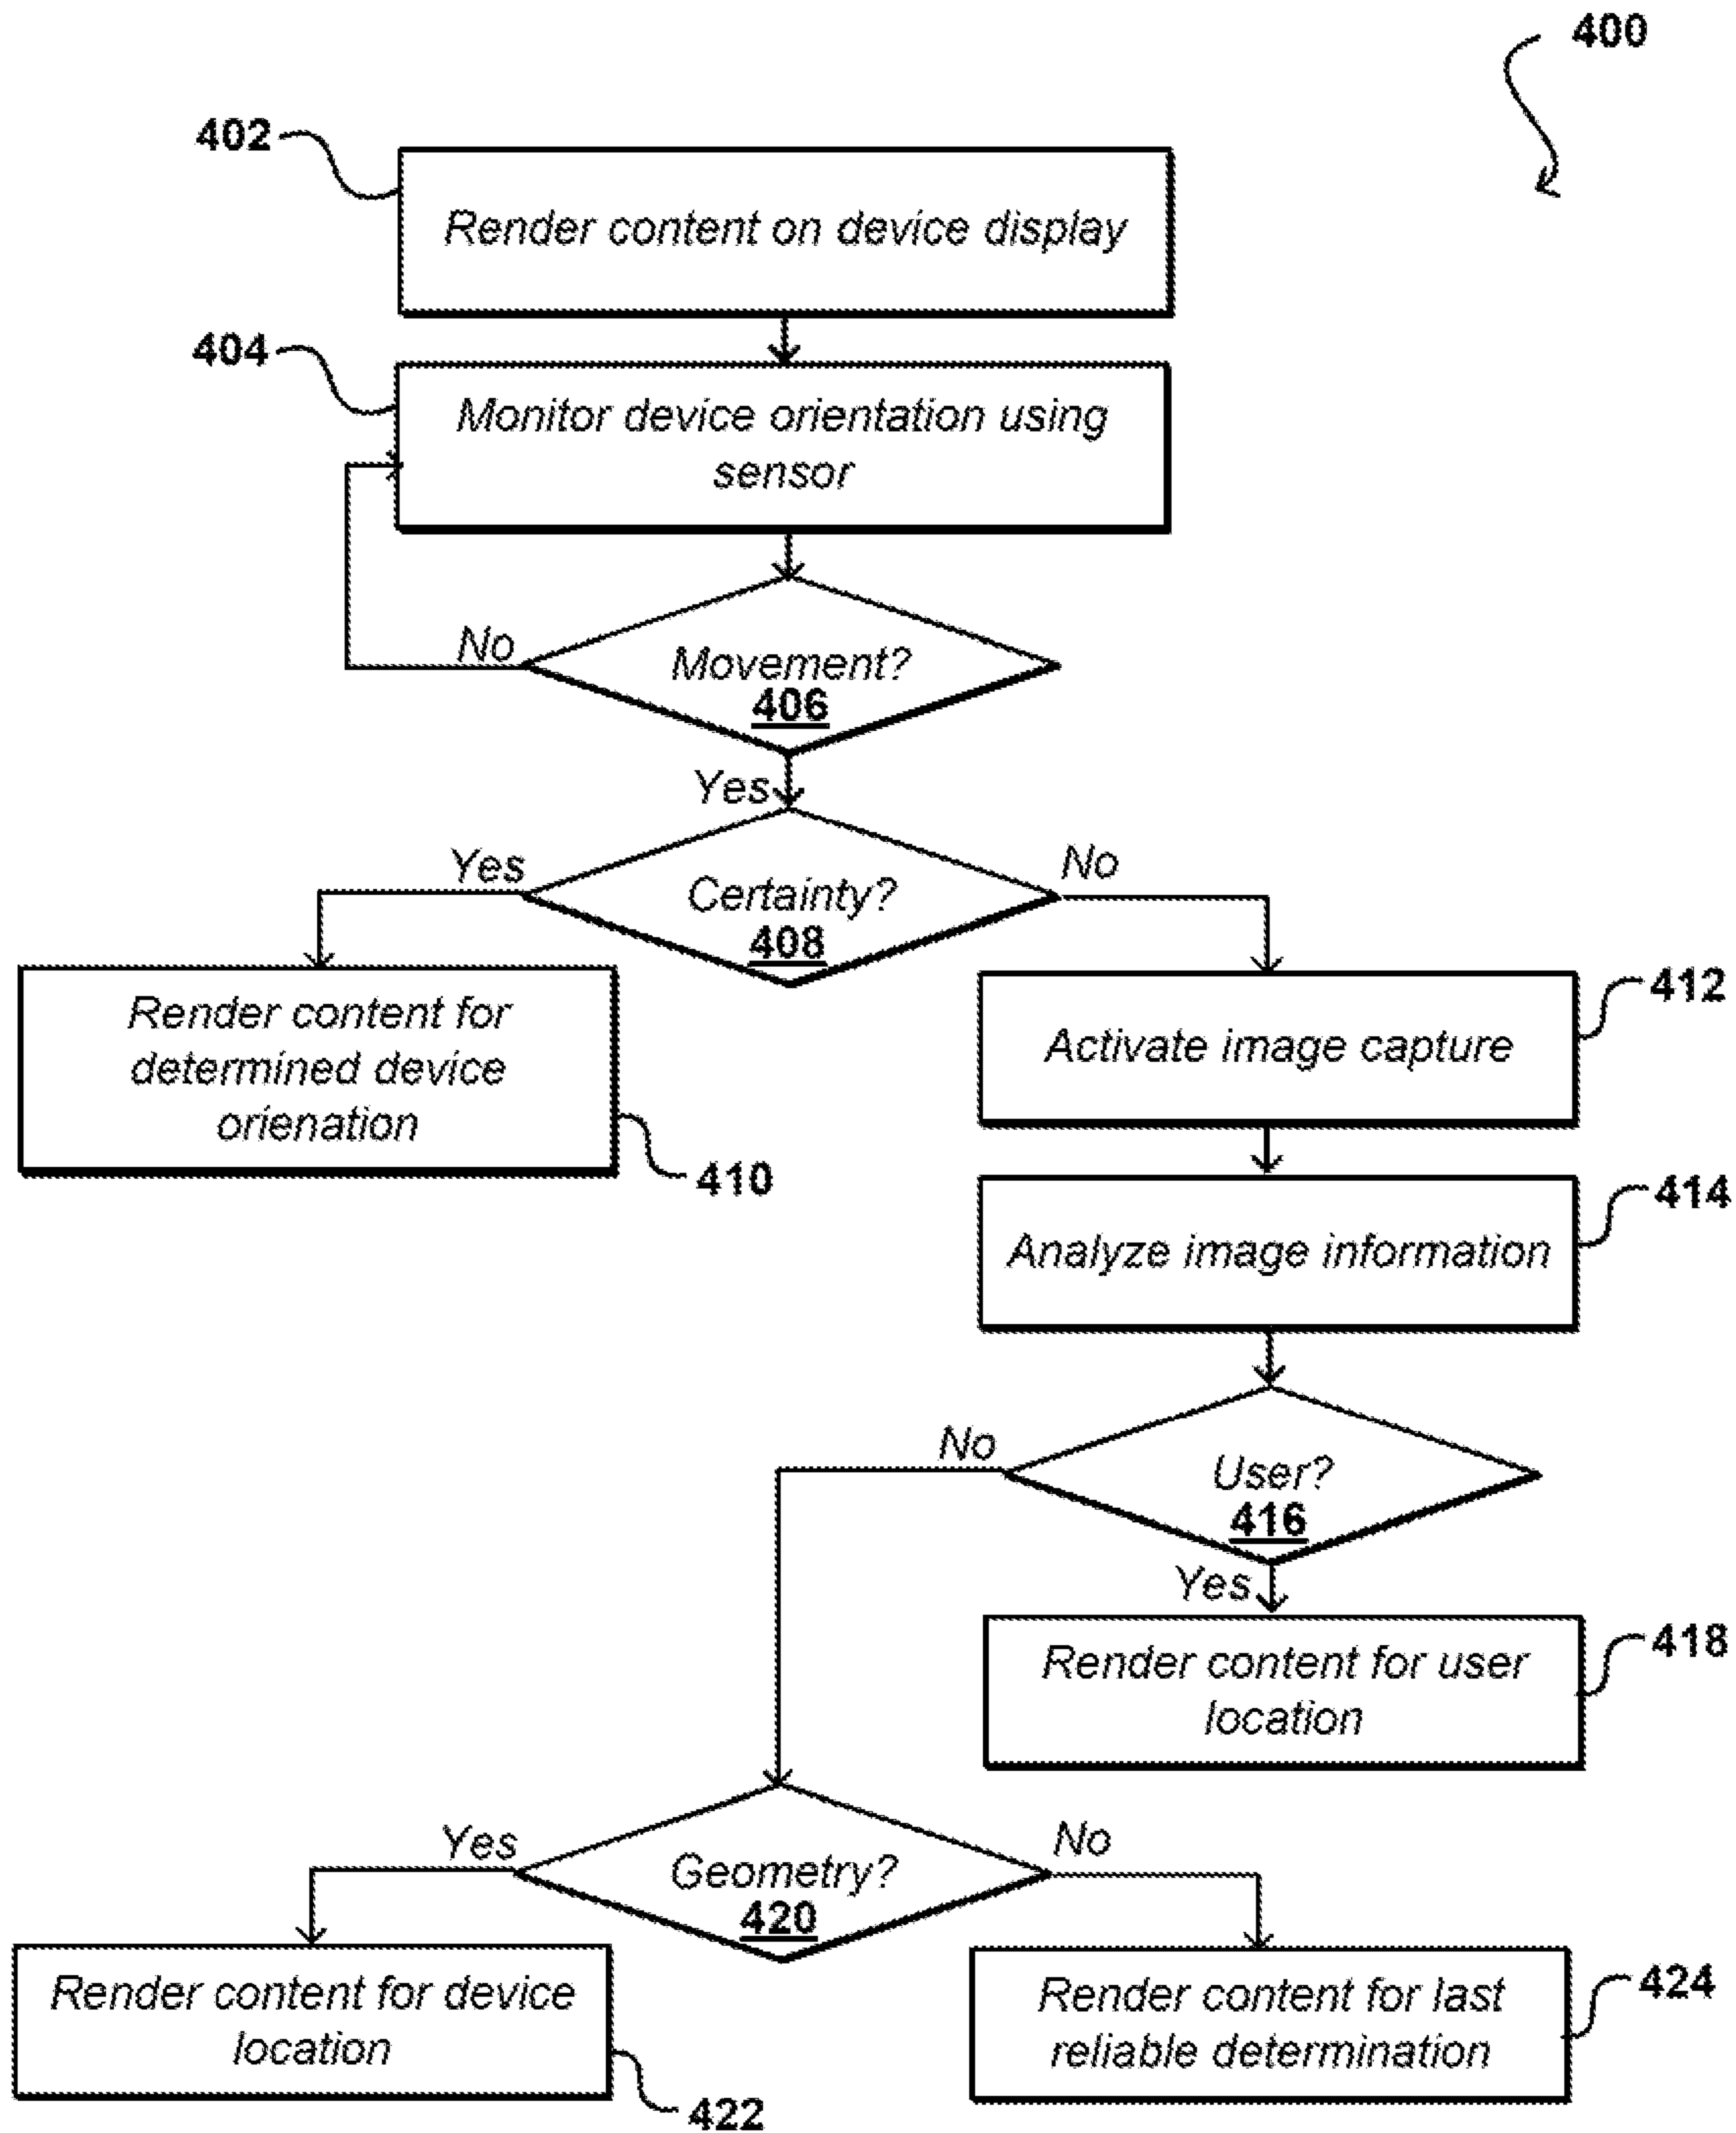 400
402
Render content on device display
404
Monitor device orientation using
sensor
No
Movement?
406
Yes
Yes
Certainty?
408
No
Render content for
determined device
orienation
410
412
Activate image capture
414
Analyze image information
No
User?
416
Yes
418
Render content for user
location
Yes
Geometry?
420
No
Render content for device
location
422
424
Render content for last
reliable determination